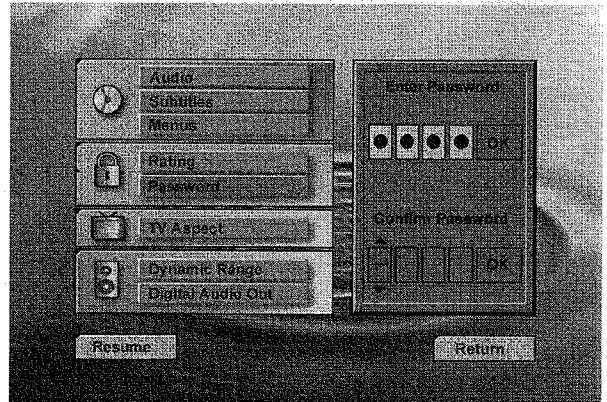 Audio
Subtitles
Menus
Rating
Password
TV Aspect
Dynamic Range
Digital Audio Out
Enter Password
OK
Confirm Password
OK
Resume
Return